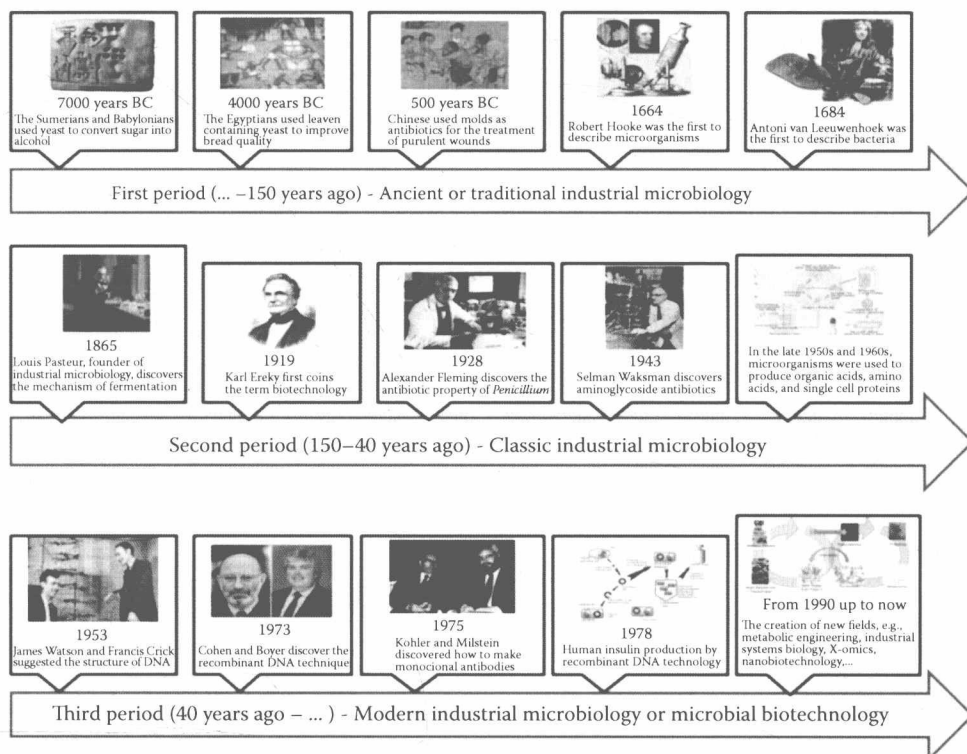 7000 years BC
The Sumerians and Babylonians
used yeast to convert sugar into
alcohol
4000 years BC
The Egyptians used leaven
containing yeast to improve
bread quality
500 years BC
Chinese used molds as
antibiotics for the treatment
of purulent wounds
1664
Robert Hooke was the first to
describe microorganisms
1684
Antoni van Leeuwenhoek was
the first to describe bacteria
First period (... –150 years ago) - Ancient or traditional industrial microbiology
1865
Louis Pasteur, founder of
industrial microbiology, discovers
the mechanism of fermentation
1919
Karl Ereky first coins
the term biotechnology
1928
Alexander Fleming discovers the
antibiotic property of Penicillium
1943
Selman Waksman discovers
aminoglycoside antibiotics
In the late 1950s and 1960s,
microorganisms were used to
produce organic acids, amino
acids, and single cell proteins
Second period (150–40 years ago) - Classic industrial microbiology
1953
James Watson and Francis Crick
suggested the structure of DNA
1973
Cohen and Boyer discover the
recombinant DNA technique
1975
Kohler and Milstein
discovered how to make
monocional antibodies
1978
Human insulin production by
recombinant DNA technology
From 1990 up to now
The creation of new fields, e.g.,
metabolic engineering, industrial
systems biology, X-omics,
nanobiotechnology,...
Third period (40 years ago – ... ) - Modern industrial microbiology or microbial biotechnology